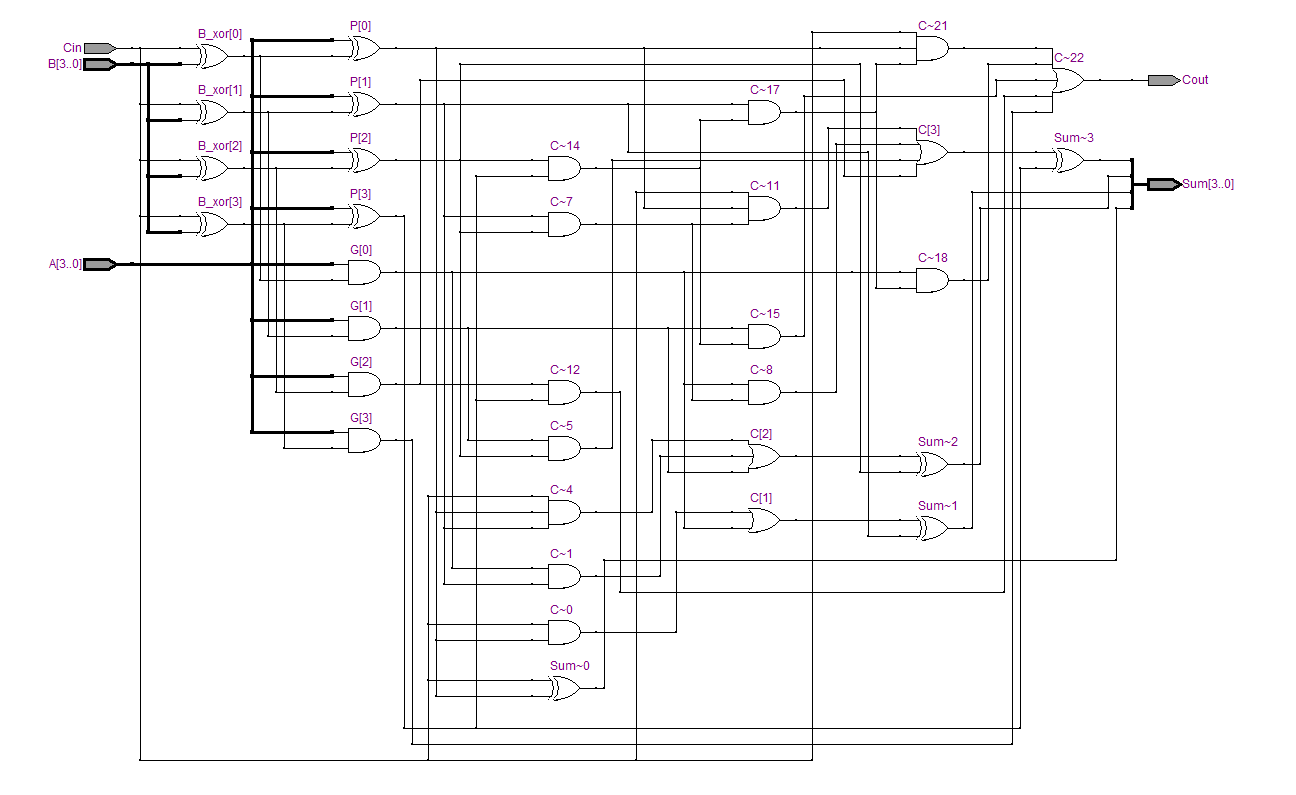 C~21
P[0]
B_xor[0]
Cin
C~22
B[3..0]
Cout
P[1]
B_xor[1]
C~17
C[3]
P[2]
Sum~3
B_xor[2]
C~14
Sum[3..0]
C~11
P[3]
B_xor[3]
C~7
G[0]
C~18
A[3..0]
G[1]
C~15
G[2]
C~12
C~8
G[3]
C~5
C[2]
Sum~2
C~4
C[1]
Sum~1
C~1
C~0
Sum~0